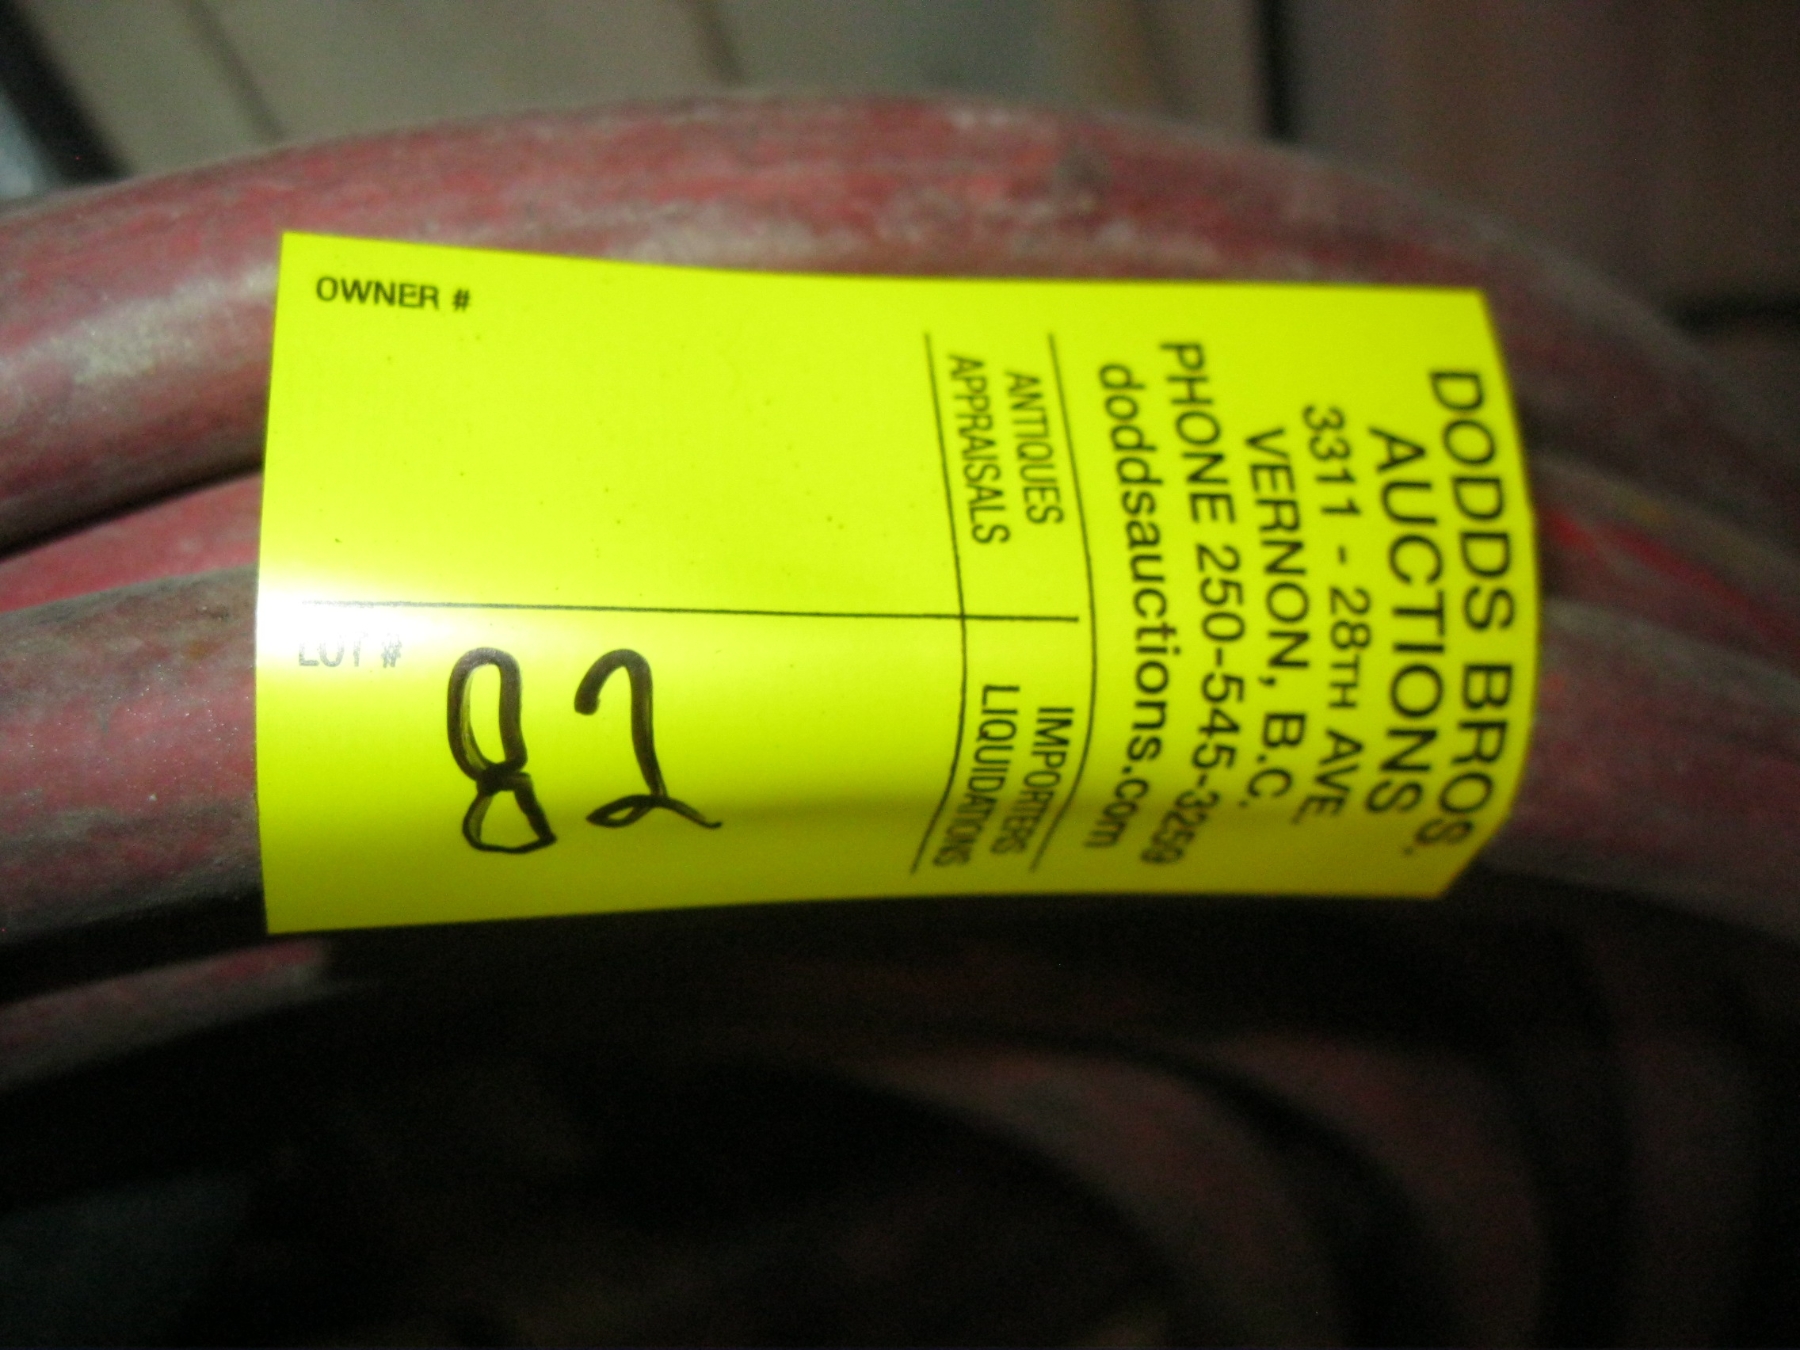 DODDS BROS.
AUCTIONS
3311 - 28TH AVE.
VERNON, B.C.
PHONE 250-545-3259
doddsauctions.com
ANTIQUES
APPRAISALS
IMPORTERS
LIQUIDATIONS
OWNER #
LOT #
82